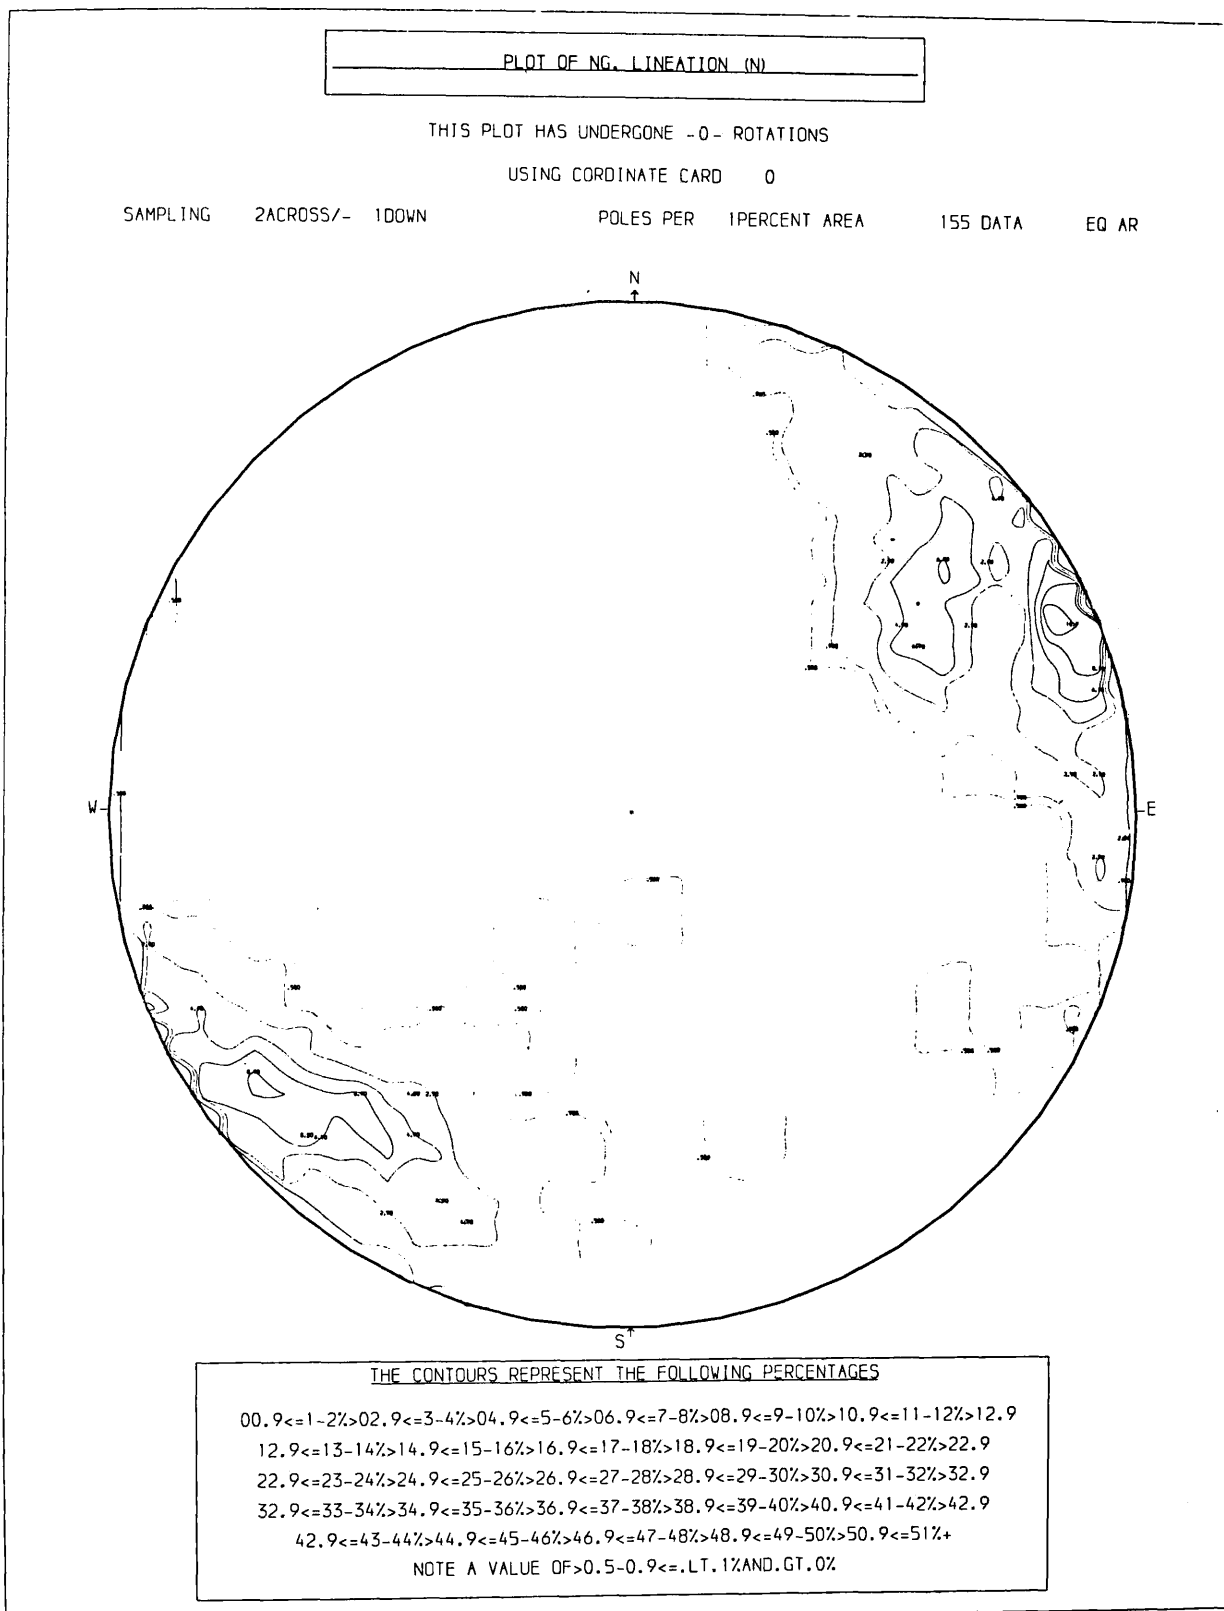 PLOT OF NG. LINEATION (N)
THIS PLOT HAS UNDERGONE -0- ROTATIONS
USING CORDINATE CARD 0
SAMPLING 2ACROSS/- 1DOWN POLES PER 1PERCENT AREA 155 DATA EQ AR
N
W
E
S
THE CONTOURS REPRESENT THE FOLLOWING PERCENTAGES
00.9<=1-2%>02.9<=3-4%>04.9<=5-6%>06.9<=7-8%>08.9<=9-10%>10.9<=11-12%>12.9
12.9<=13-14%>14.9<=15-16%>16.9<=17-18%>18.9<=19-20%>20.9<=21-22%>22.9
22.9<=23-24%>24.9<=25-26%>26.9<=27-28%>28.9<=29-30%>30.9<=31-32%>32.9
32.9<=33-34%>34.9<=35-36%>36.9<=37-38%>38.9<=39-40%>40.9<=41-42%>42.9
42.9<=43-44%>44.9<=45-46%>46.9<=47-48%>48.9<=49-50%>50.9<=51%+
NOTE A VALUE OF>0.5-0.9<=.LT.1%AND.GT.0%